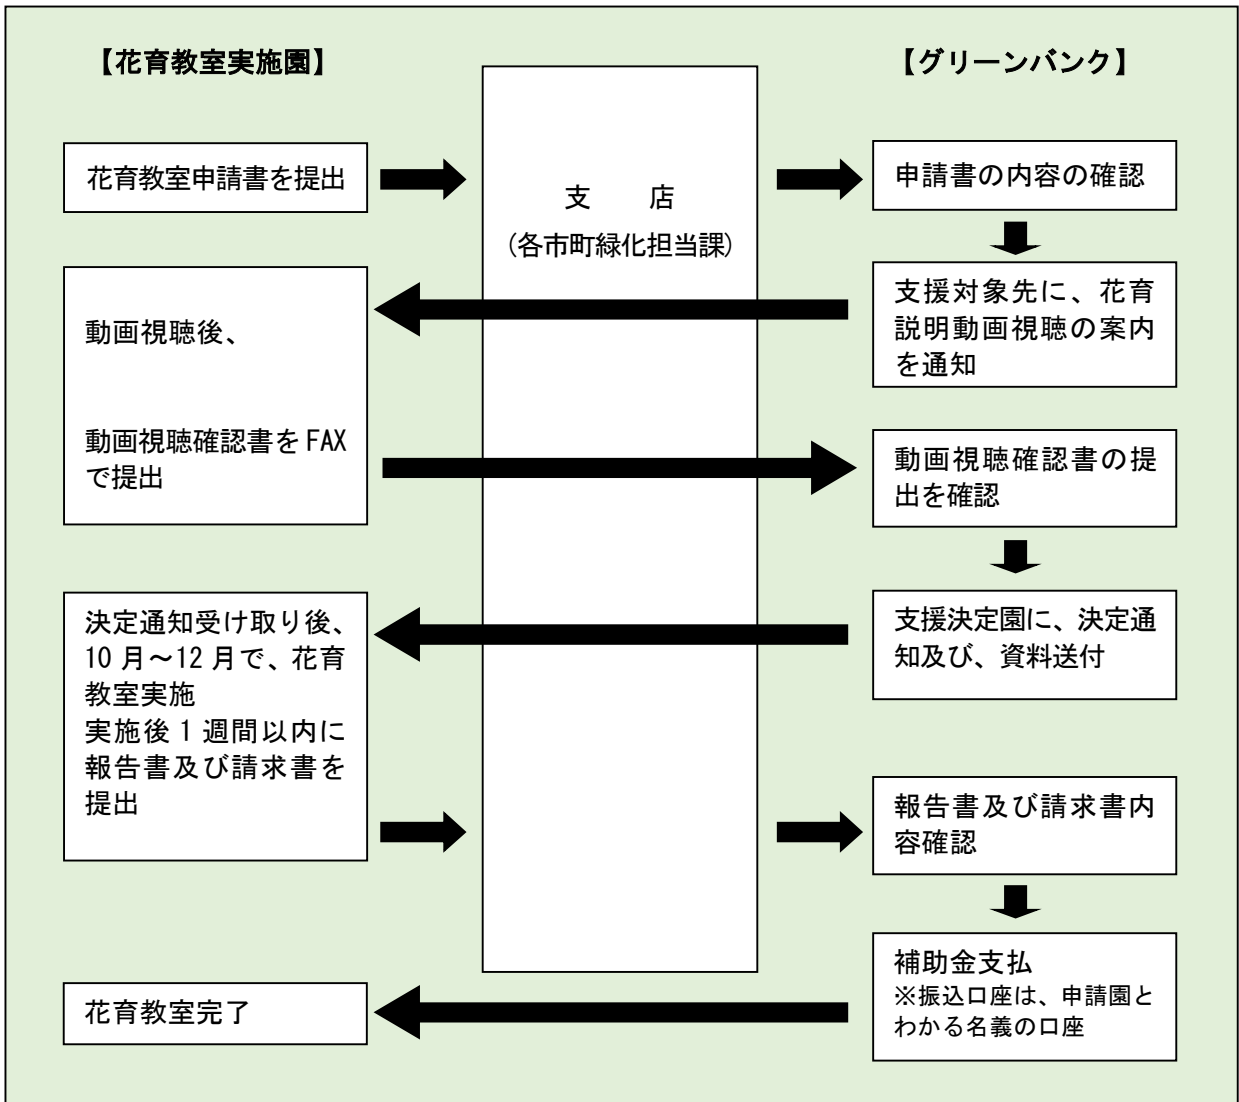 【花育教室実施園】
【グリーンバンク】
花育教室申請書を提出
支　店
(各市町緑化担当課)
申請書の内容の確認
支援対象先に、花育
説明動画視聴の案内
を通知
動画視聴後、
動画視聴確認書を FAX
で提出
動画視聴確認書の提
出を確認
支援決定園に、決定通
知及び、資料送付
決定通知受け取り後、
10 月～12 月で、花育
教室実施
実施後 1 週間以内に
報告書及び請求書を
提出
報告書及び請求書内
容確認
補助金支払
※振込口座は、申請園と
わかる名義の口座
花育教室完了